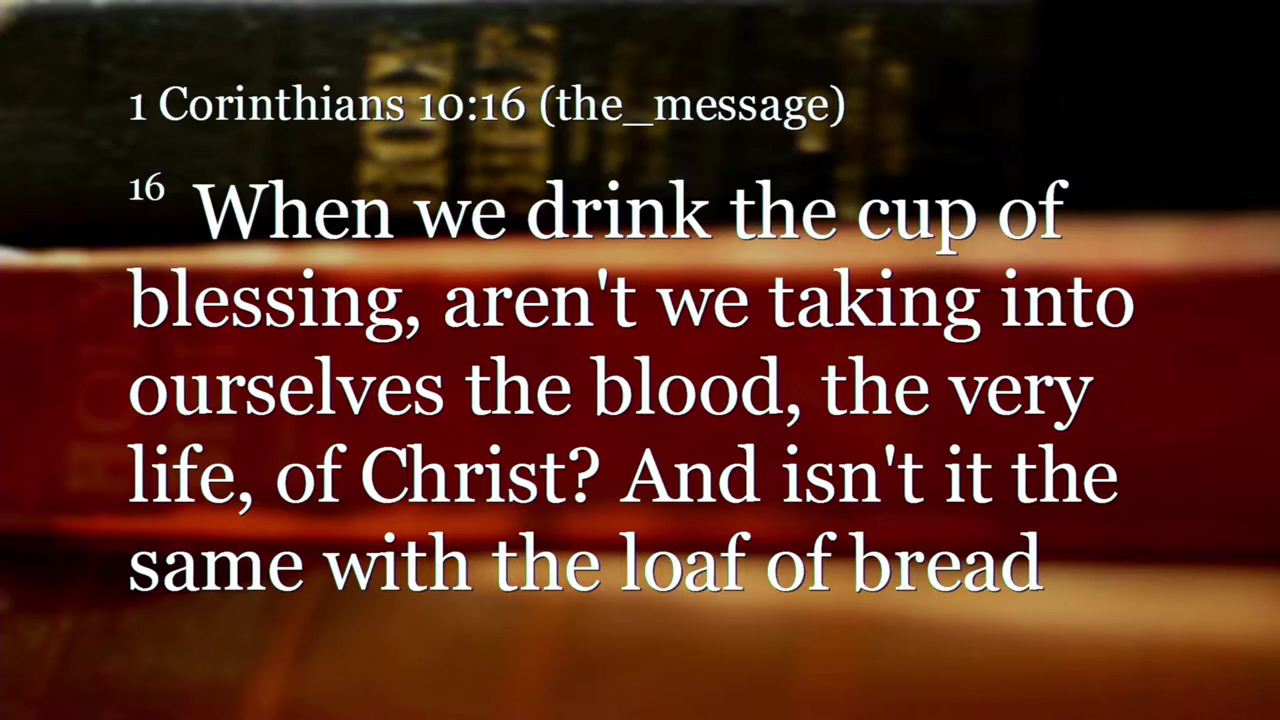 1 Corinthians 10:16 (the_message)
16 When we drink the cup of
blessing, aren't we taking into
ourselves the blood, the very
life, of Christ? And isn't it the
same with the loaf of bread